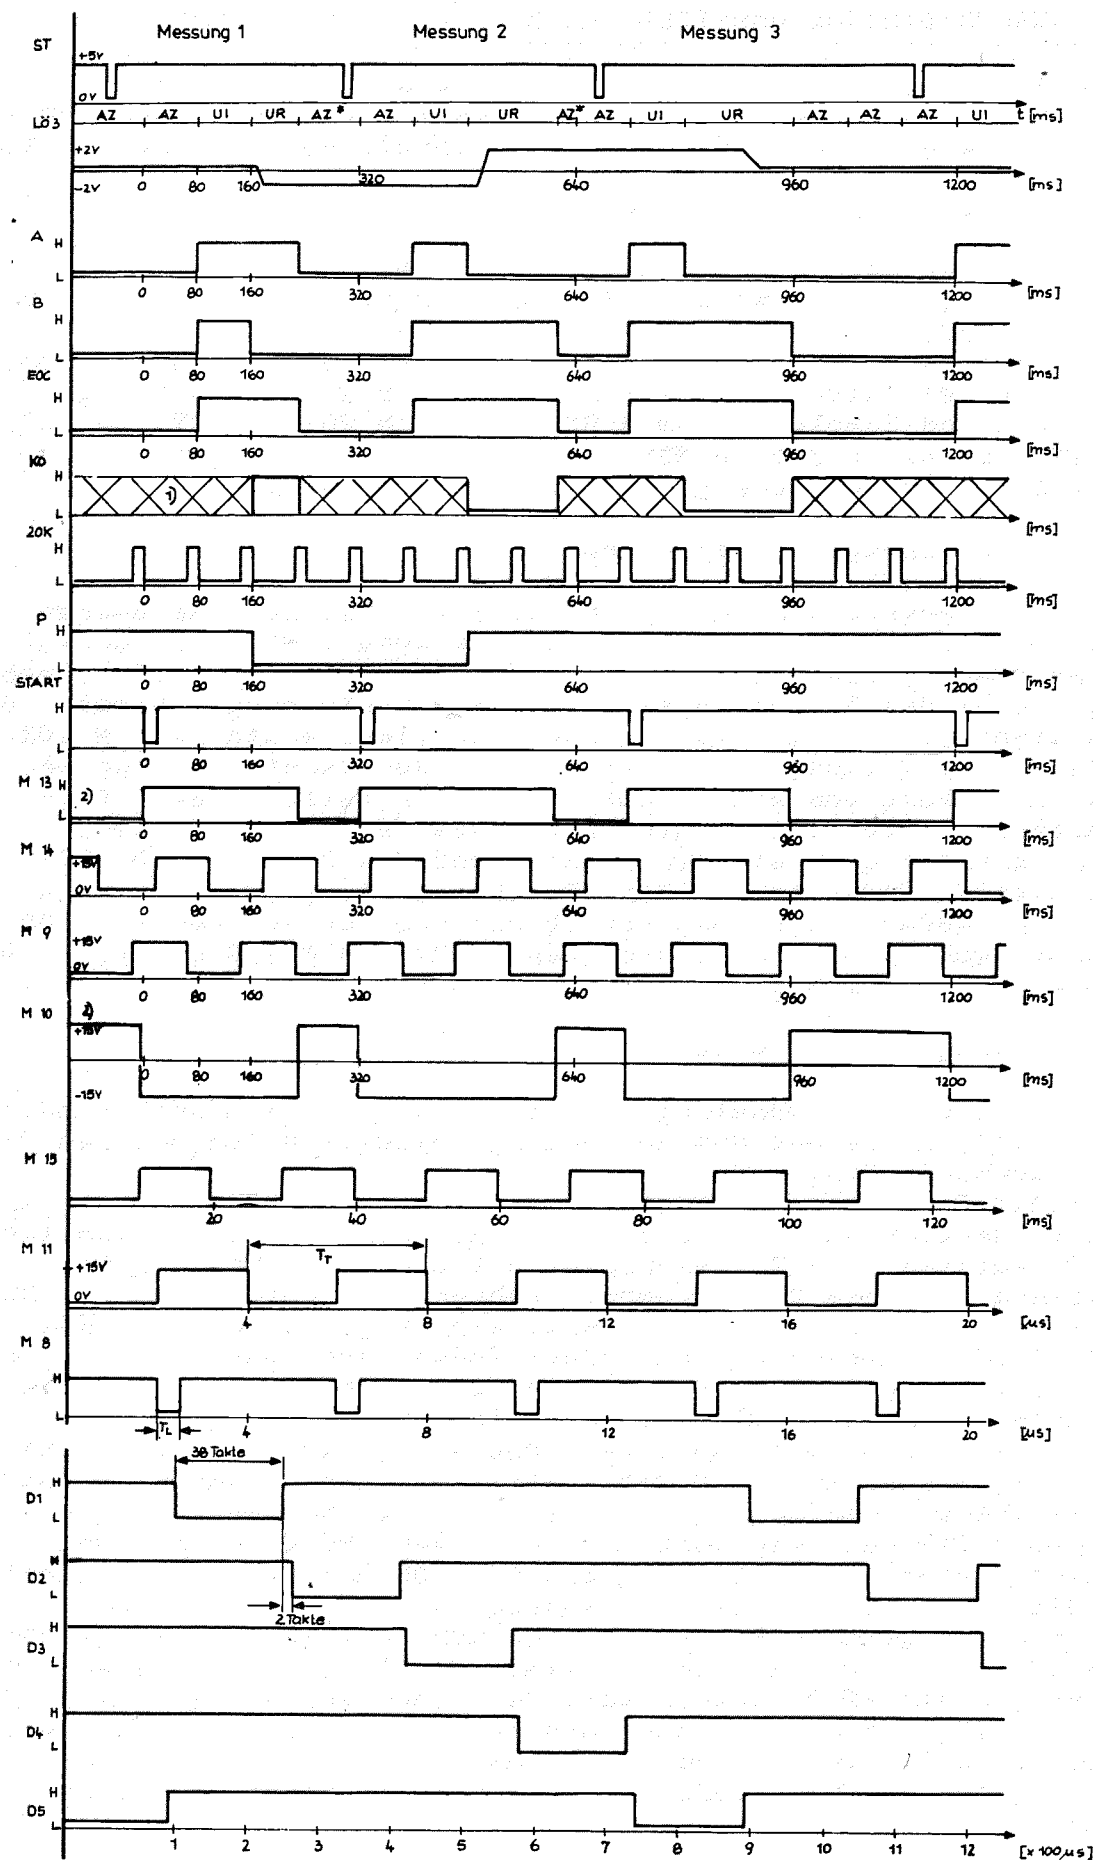 Messung 1 Messung 2 Messung 3
ST
+5V
0V
AZ AZ UI UR AZ* AZ UI UR AZ* AZ UI UR AZ AZ AZ UI t [ms]
LÖ3
+2V
-2V 0 80 160 320 640 960 1200 [ms]
A H
L
0 80 160 320 640 960 1200 [ms]
B
H
L
0 80 160 320 640 960 1200 [ms]
EOC
H
L
0 80 160 320 640 960 1200 [ms]
KO H
1)
L
[ms]
20K
H
L
0 80 160 320 640 960 1200 [ms]
P
H
L
0 80 160 320 640 960 1200 [ms]
START
H
L
0 80 160 320 640 960 1200 [ms]
M 13 H
2)
L
0 80 160 320 640 960 1200 [ms]
M 14
+15V
0V
0 80 160 320 640 960 1200 [ms]
M 9
+15V
0V
0 80 160 320 640 960 1200 [ms]
M 10
+15V
0 80 160 320 640 960 1200 [ms]
-15V
M 15
20 40 60 80 100 120 [ms]
M 11
TT
+15V
0V
4 8 12 16 20 [µs]
M 8
H
L
TL 4 8 12 16 20 [µs]
38 Takte
H
D1
L
H
D2
L
2 Takte
H
D3
L
H
D4
L
H
D5
L
1 2 3 4 5 6 7 8 9 10 11 12 [x 100µs]